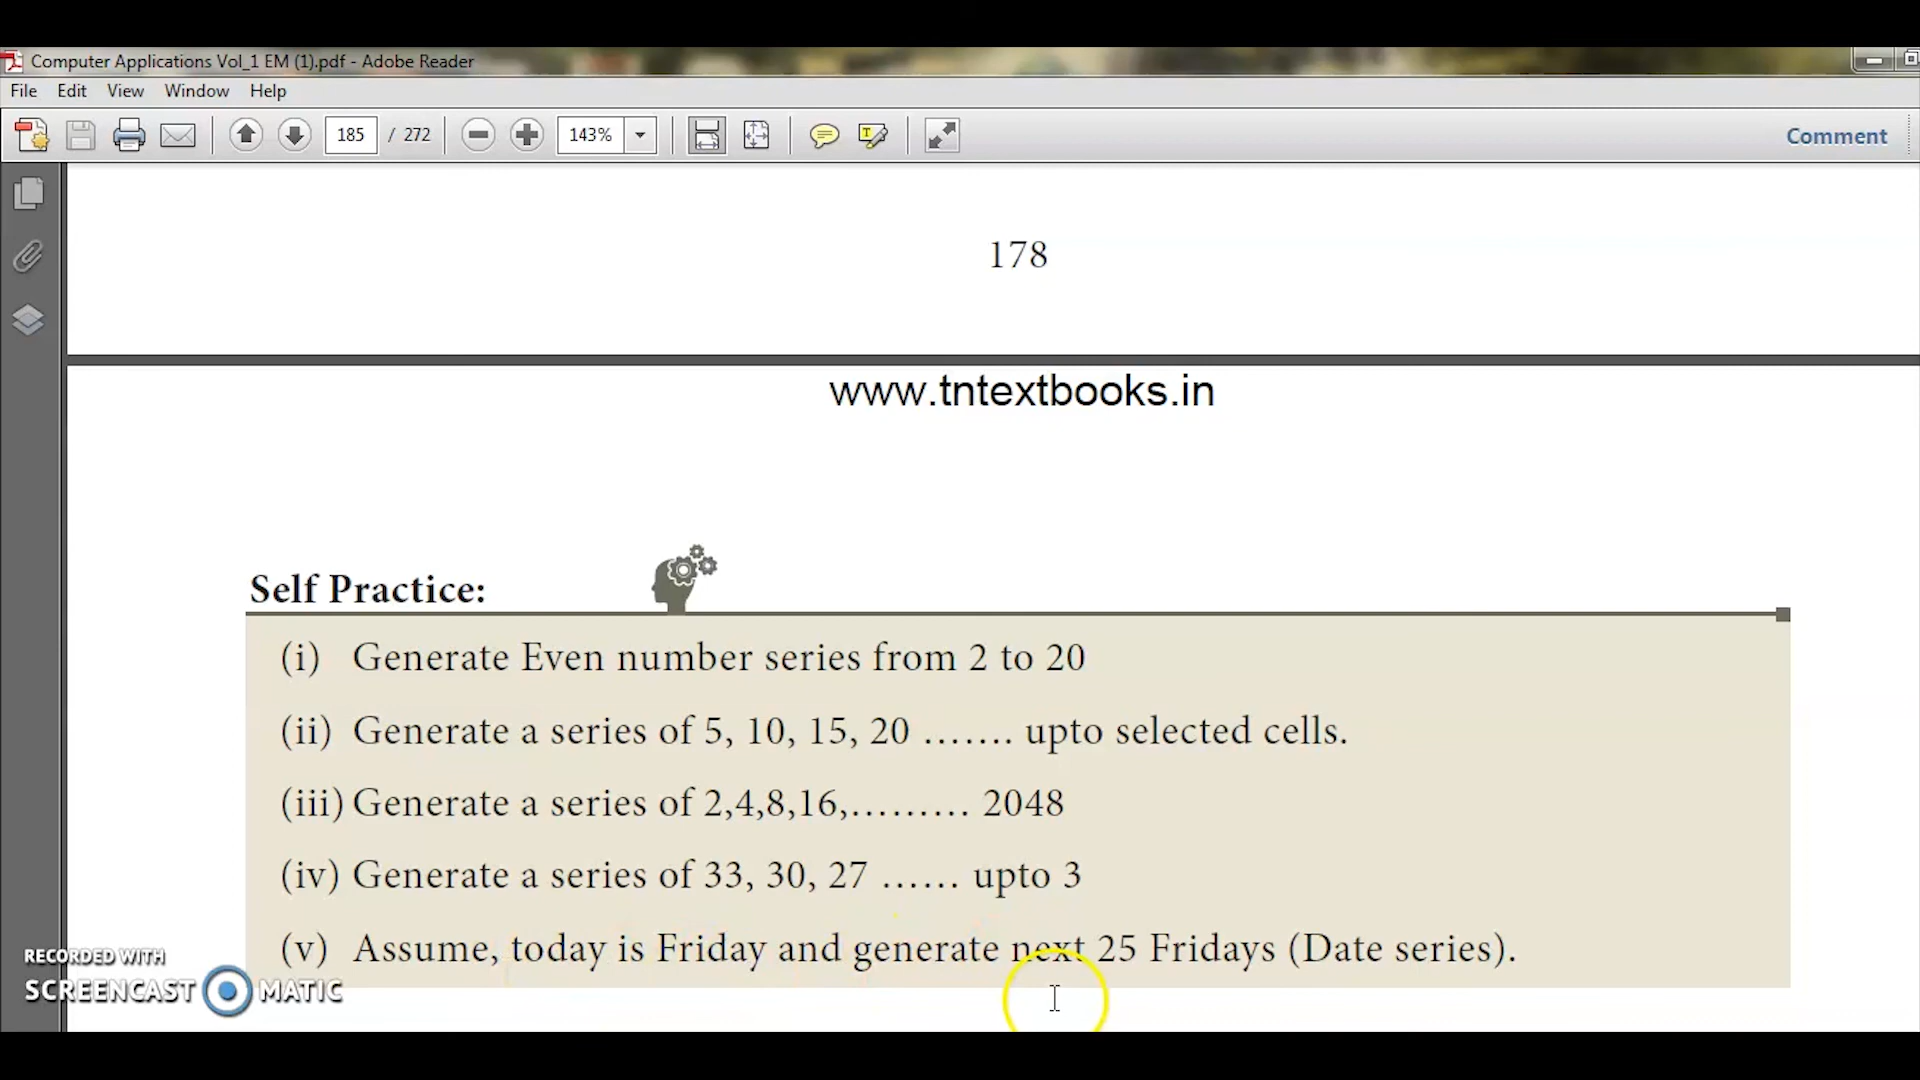 Computer Applications Vol_1 EM (1).pdf - Adobe Reader
File Edit View Window Help
185 / 272 143% Comment
178
www.tntextbooks.in
Self Practice:
(i) Generate Even number series from 2 to 20
(ii) Generate a series of 5, 10, 15, 20 ....... upto selected cells.
(iii) Generate a series of 2,4,8,16,......... 2048
(iv) Generate a series of 33, 30, 27 ...... upto 3
(v) Assume, today is Friday and generate next 25 Fridays (Date series).
RECORDED WITH
SCREENCAST MATIC